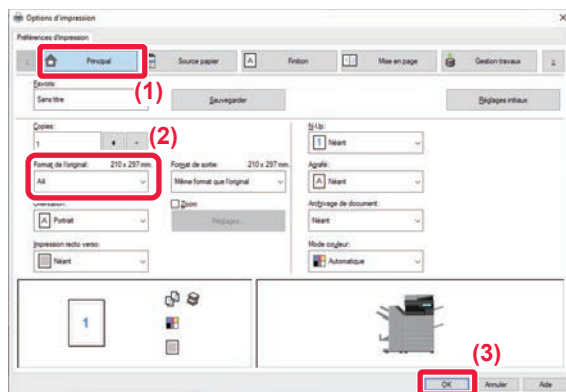 Options d'impression
Préférences d'impression
Principal
Source papier
Finition
Mise en page
Gestion travaux
Favoris:
Sans titre
(1)
Sauvegarder
Réglages initiaux
Copies:
1
(2)
Format de l'original:
210 x 297 mm.
A4
Format de sortie:
210 x 297 mm.
Même format que l'original
Orientation:
Portrait
Zoom
Réglages...
Impression recto verso:
Néant
N-Up:
Néant
Agrafé:
Néant
Archivage de document:
Néant
Mode couleur:
Automatique
1
(3)
OK
Annuler
Aide